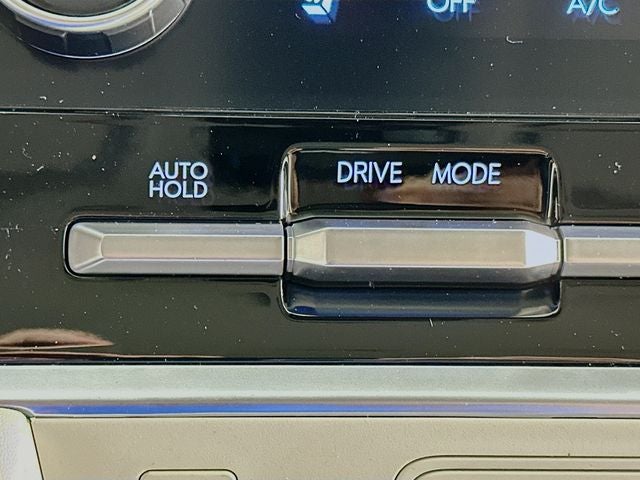 OFF A/C
AUTO
HOLD
DRIVE MODE